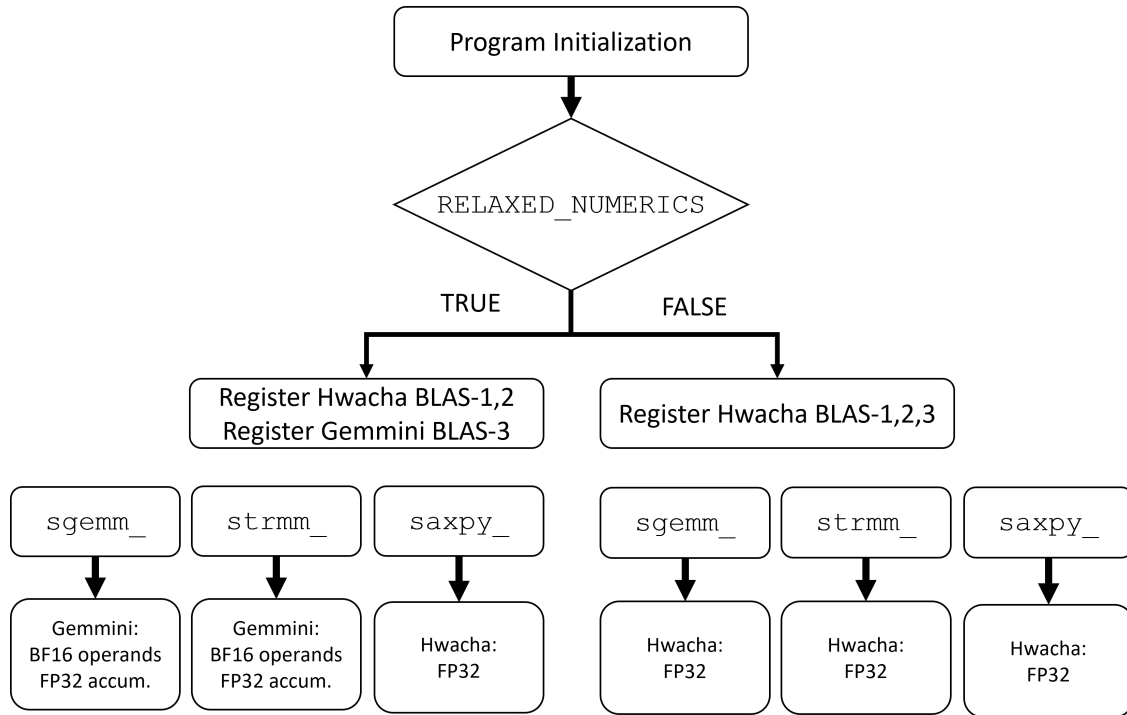 Program Initialization
RELAXED_NUMERICS
TRUE
FALSE
Register Hwacha BLAS-1,2
Register Gemmini BLAS-3
Register Hwacha BLAS-1,2,3
sgemm_
strmm_
saxpy_
sgemm_
strmm_
saxpy_
Gemmini:
BF16 operands
FP32 accum.
Gemmini:
BF16 operands
FP32 accum.
Hwacha:
FP32
Hwacha:
FP32
Hwacha:
FP32
Hwacha:
FP32